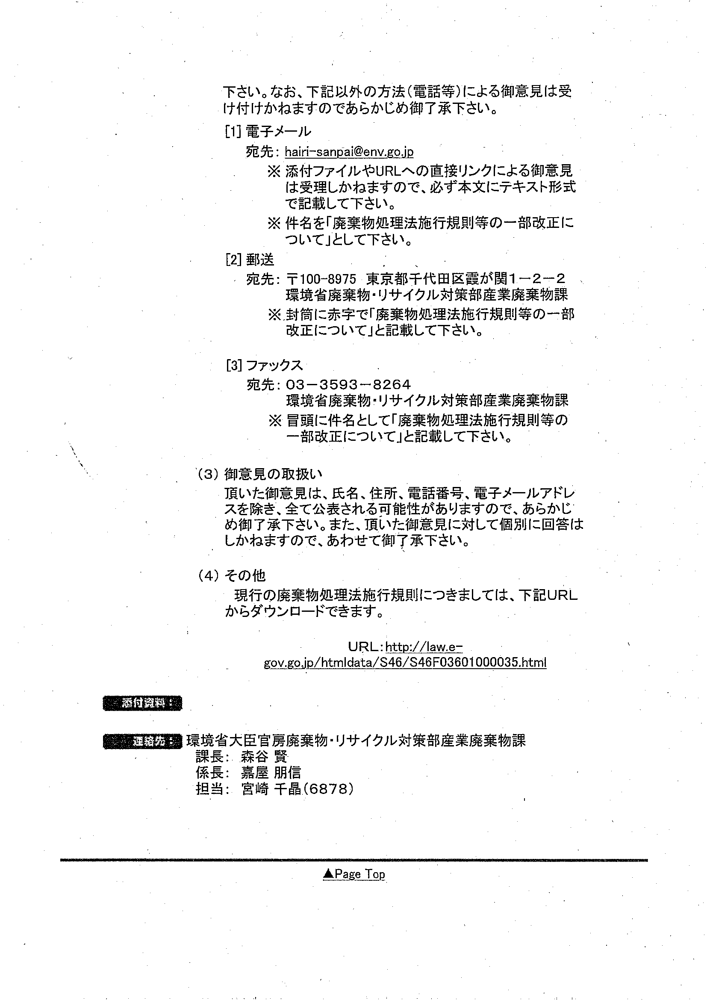 下さい。なお、下記以外の方法（電話等）による御意見は受
け付けかねますのであらかじめ御了承下さい。
[1] 電子メール
宛先： hairi-sanpai@env.go.jp
※ 添付ファイルやURLへの直接リンクによる御意見
は受理しかねますので、必ず本文にテキスト形式
で記載して下さい。
※ 件名を「廃棄物処理法施行規則等の一部改正に
ついて」として下さい。
[2] 郵送
宛先： 〒100-8975 東京都千代田区霞が関１－２－２
環境省廃棄物・リサイクル対策部産業廃棄物課
※ 封筒に赤字で「廃棄物処理法施行規則等の一部
改正について」と記載して下さい。
[3] ファックス
宛先： ０３－３５９３－８２６４
環境省廃棄物・リサイクル対策部産業廃棄物課
※ 冒頭に件名として「廃棄物処理法施行規則等の
一部改正について」と記載して下さい。
（３） 御意見の取扱い
頂いた御意見は、氏名、住所、電話番号、電子メールアドレ
スを除き、全て公表される可能性がありますので、あらかじ
め御了承下さい。また、頂いた御意見に対して個別に回答は
しかねますので、あわせて御了承下さい。
（４） その他
現行の廃棄物処理法施行規則につきましては、下記ＵＲＬ
からダウンロードできます。
ＵＲＬ：http://law.e-
gov.go.jp/htmldata/S46/S46F03601000035.html
添付資料：
連絡先： 環境省大臣官房廃棄物・リサイクル対策部産業廃棄物課
課長： 森谷 賢
係長： 嘉屋 朋信
担当： 宮崎 千晶（６８７８）
▲Page Top